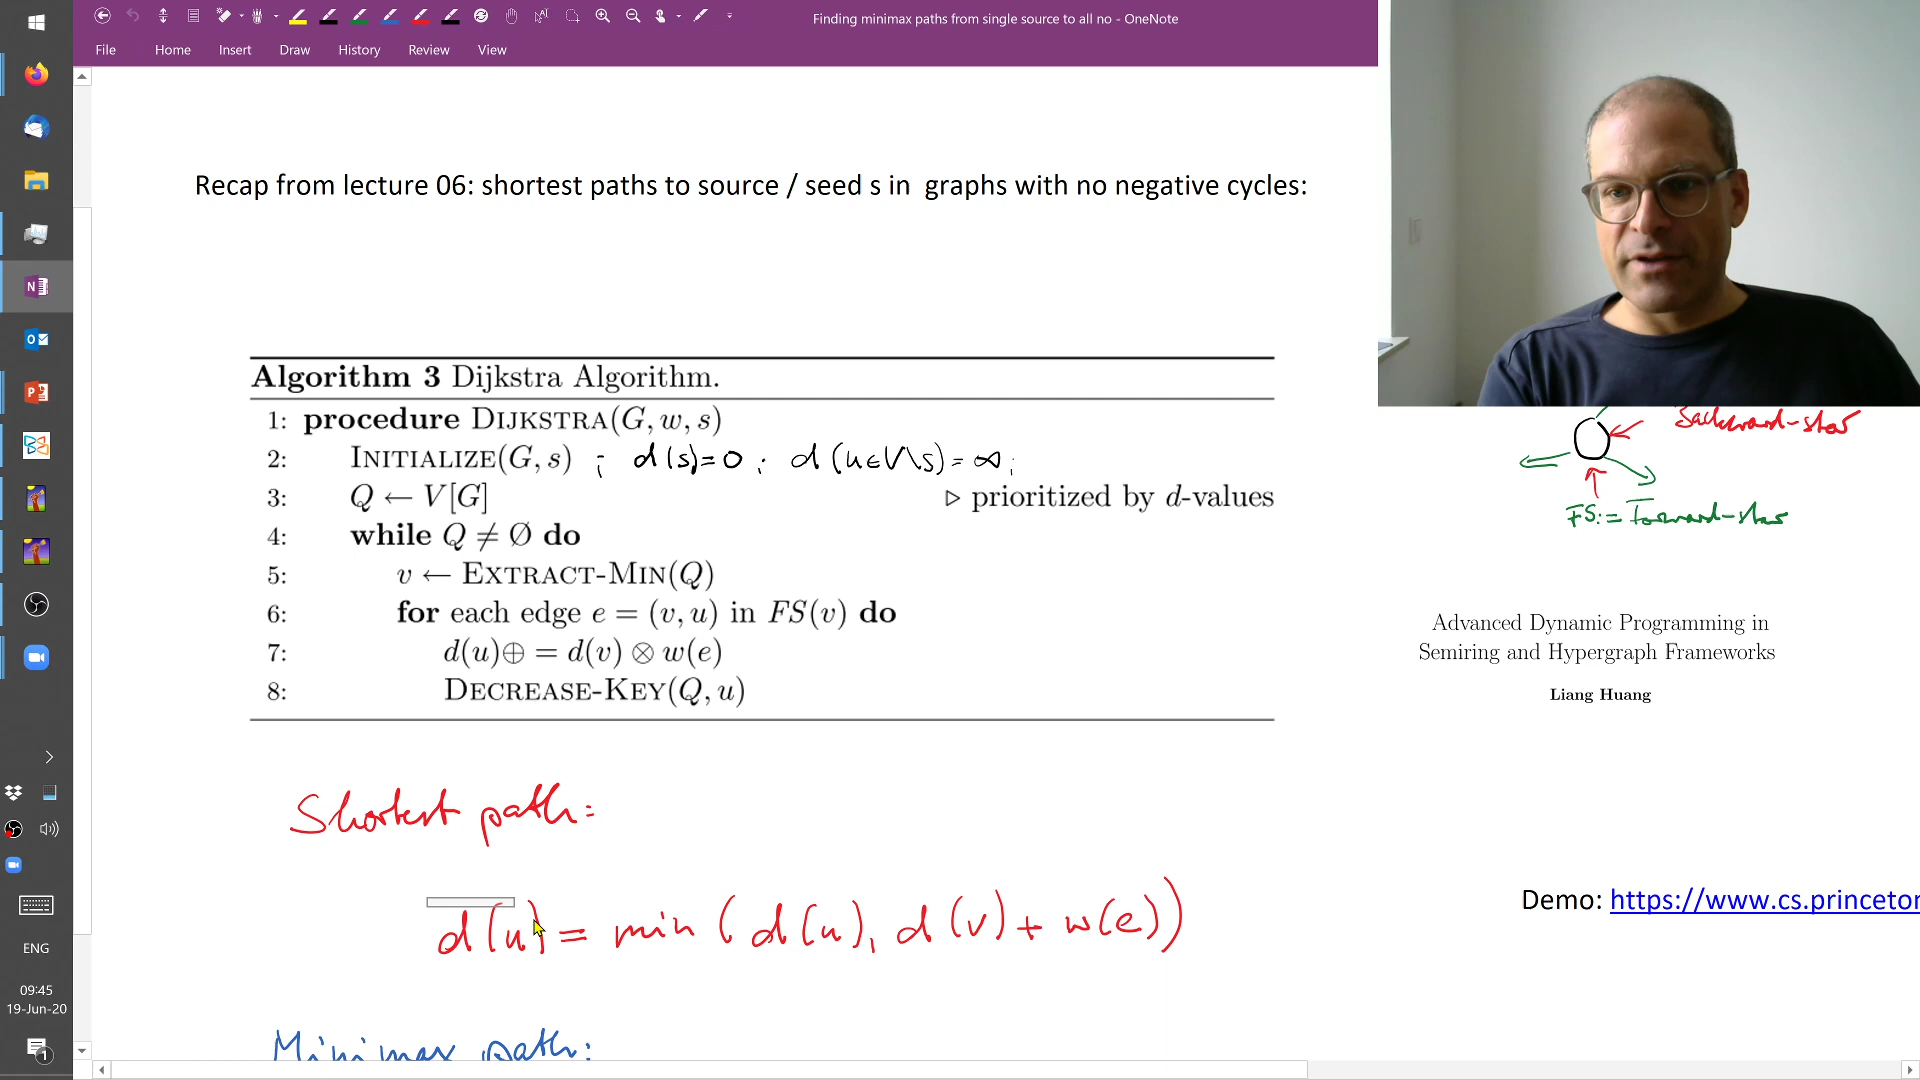 Finding minimax paths from single source to all no - OneNote
File Home Insert Draw History Review View
Recap from lecture 06: shortest paths to source / seed s in graphs with no negative cycles:
Algorithm 3 Dijkstra Algorithm.
1: procedure DIJKSTRA(G, w, s)
2: INITIALIZE(G, s) ; d(s)=0 ; d(u∈V\s)=∞;
3: Q ← V[G] ▷ prioritized by d-values
4: while Q ≠ Ø do
5: v ← EXTRACT-MIN(Q)
6: for each edge e = (v, u) in FS(v) do
7: d(u)⊕ = d(v) ⊗ w(e)
8: DECREASE-KEY(Q, u)
Backward-star
FS:= Forward-star
Advanced Dynamic Programming in
Semiring and Hypergraph Frameworks
Liang Huang
Shortest path:
d(u) = min (d(u), d(v) + w(e))
Demo: https://www.cs.princeton
Minimax path:
ENG
09:45
19-Jun-20
1